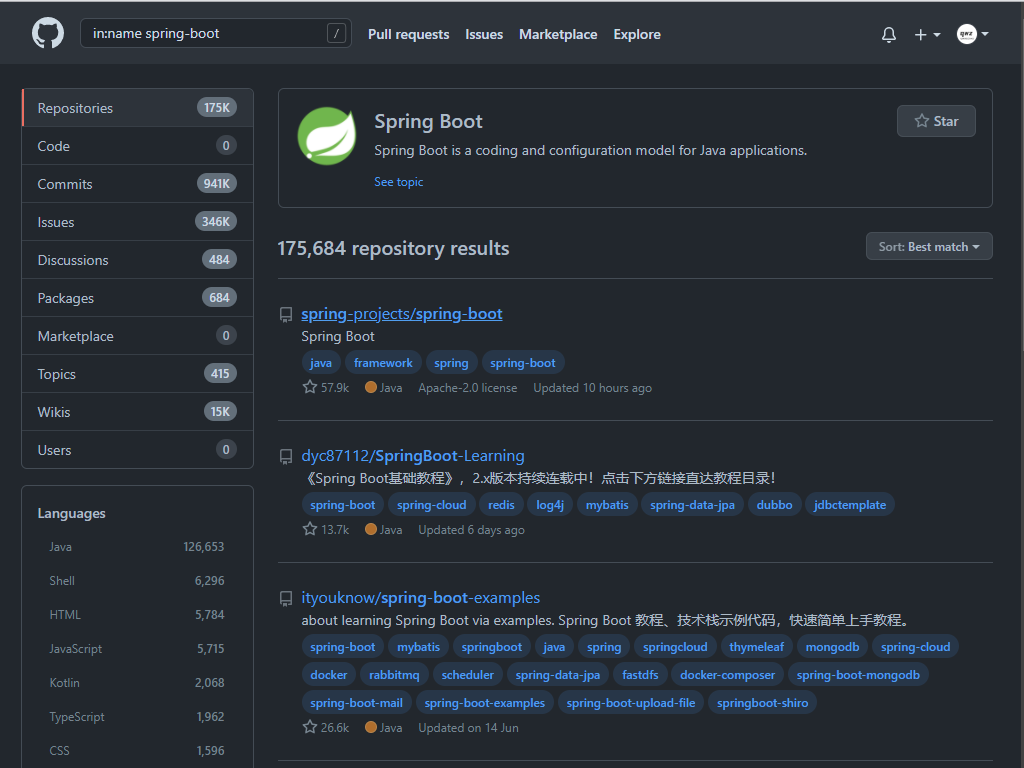 in:name spring-boot /
Pull requests Issues Marketplace Explore
Repositories 175K
Code 0
Commits 941K
Issues 346K
Discussions 484
Packages 684
Marketplace 0
Topics 415
Wikis 15K
Users 0
Languages
Java 126,653
Shell 6,296
HTML 5,784
JavaScript 5,715
Kotlin 2,068
TypeScript 1,962
CSS 1,596
Spring Boot
Star
Spring Boot is a coding and configuration model for Java applications.
See topic
175,684 repository results
Sort: Best match
spring-projects/spring-boot
Spring Boot
java framework spring spring-boot
57.9k Java Apache-2.0 license Updated 10 hours ago
dyc87112/SpringBoot-Learning
《Spring Boot基础教程》，2.x版本持续连载中！点击下方链接直达教程目录！
spring-boot spring-cloud redis log4j mybatis spring-data-jpa dubbo jdbctemplate
13.7k Java Updated 6 days ago
ityouknow/spring-boot-examples
about learning Spring Boot via examples. Spring Boot 教程、技术栈示例代码，快速简单上手教程。
spring-boot mybatis springboot java spring springcloud thymeleaf mongodb spring-cloud
docker rabbitmq scheduler spring-data-jpa fastdfs docker-composer spring-boot-mongodb
spring-boot-mail spring-boot-examples spring-boot-upload-file springboot-shiro
26.6k Java Updated on 14 Jun